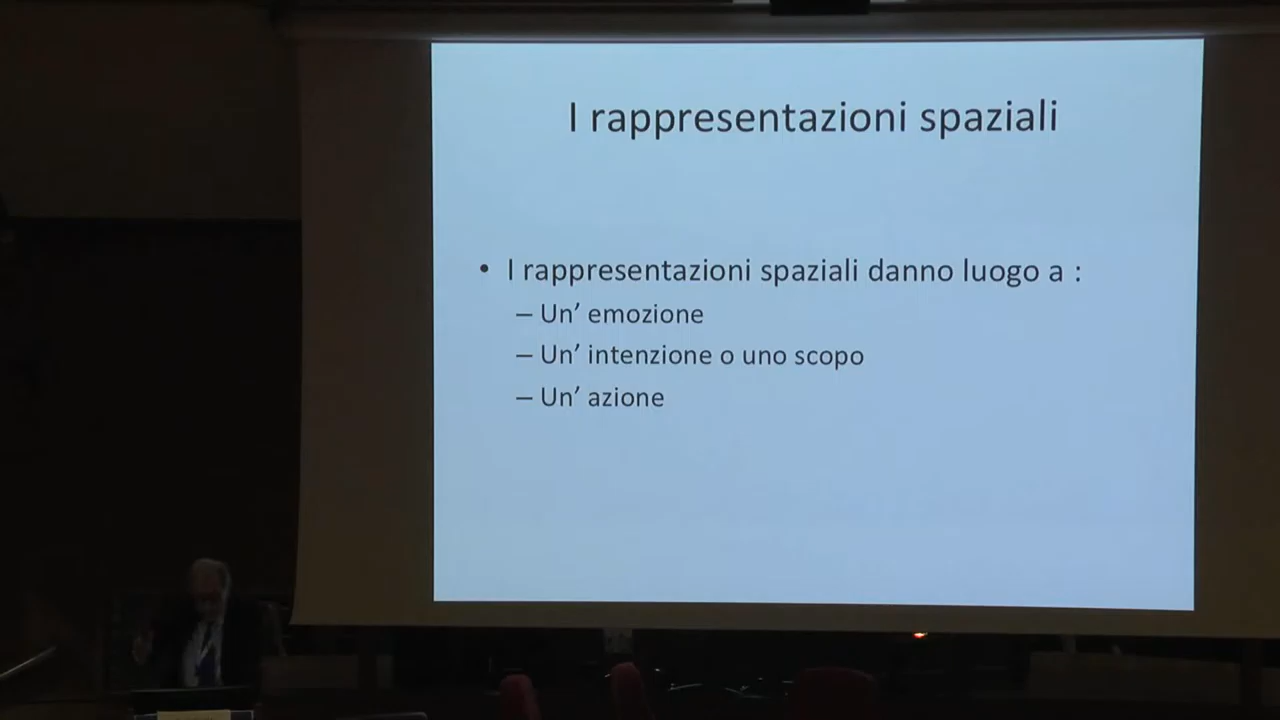 I rappresentazioni spaziali
• I rappresentazioni spaziali danno luogo a :
– Un’ emozione
– Un’ intenzione o uno scopo
– Un’ azione